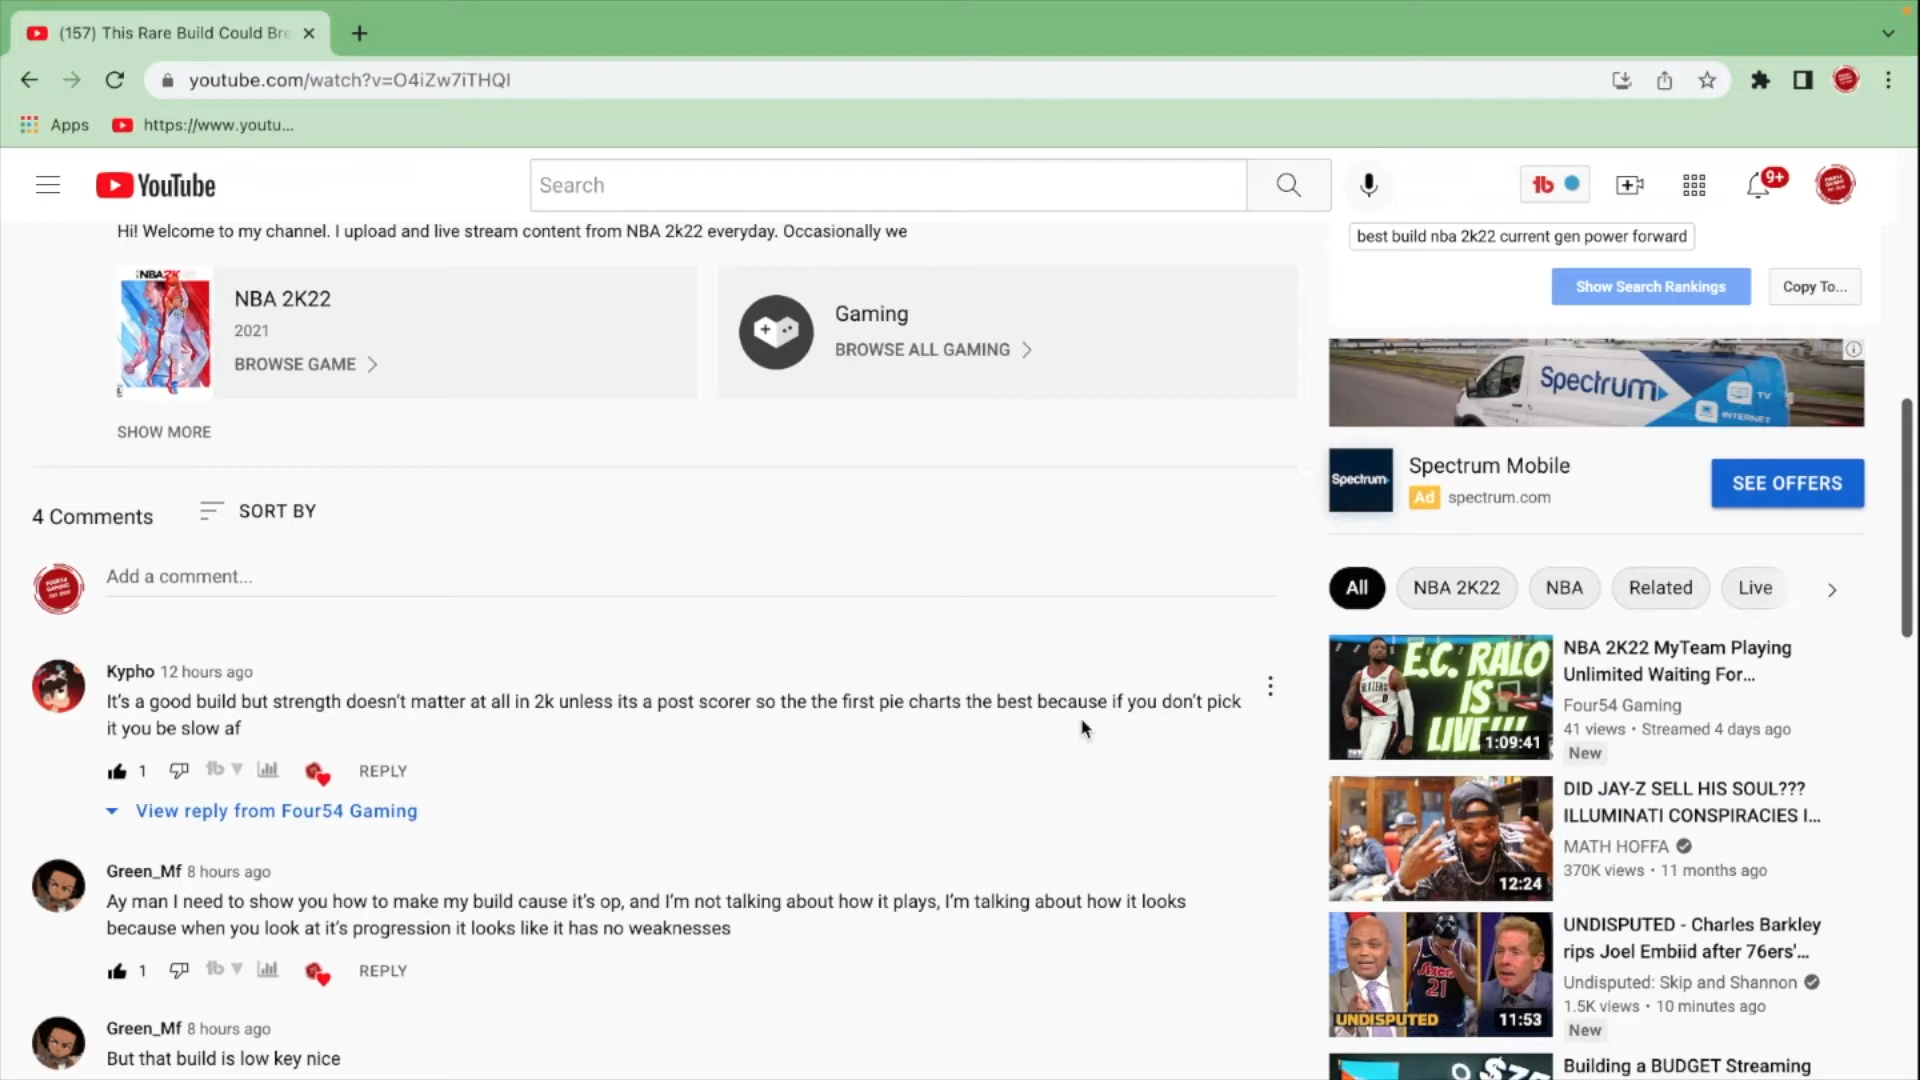 (157) This Rare Build Could Bre
youtube.com/watch?v=O4iZw7iTHQI
Apps
https://www.youtu...
YouTube
Search
9+
Hi! Welcome to my channel. I upload and live stream content from NBA 2k22 everyday. Occasionally we
NBA 2K
NBA 2K22
2021
BROWSE GAME
Gaming
BROWSE ALL GAMING
SHOW MORE
4 Comments
SORT BY
Add a comment...
Kypho 12 hours ago
It's a good build but strength doesn't matter at all in 2k unless its a post scorer so the the first pie charts the best because if you don't pick
it you be slow af
1
REPLY
View reply from Four54 Gaming
Green_Mf 8 hours ago
Ay man I need to show you how to make my build cause it's op, and I'm not talking about how it plays, I'm talking about how it looks
because when you look at it's progression it looks like it has no weaknesses
1
REPLY
Green_Mf 8 hours ago
But that build is low key nice
best build nba 2k22 current gen power forward
Show Search Rankings
Copy To...
Spectrum
TV
INTERNET
Spectrum
Spectrum Mobile
Ad spectrum.com
SEE OFFERS
All
NBA 2K22
NBA
Related
Live
E.C. RALO
IS
LIVE!!!
1:09:41
NBA 2K22 MyTeam Playing
Unlimited Waiting For...
Four54 Gaming
41 views • Streamed 4 days ago
New
12:24
DID JAY-Z SELL HIS SOUL???
ILLUMINATI CONSPIRACIES I...
MATH HOFFA
370K views • 11 months ago
21
UNDISPUTED
11:53
UNDISPUTED - Charles Barkley
rips Joel Embiid after 76ers'...
Undisputed: Skip and Shannon
1.5K views • 10 minutes ago
New
Building a BUDGET Streaming